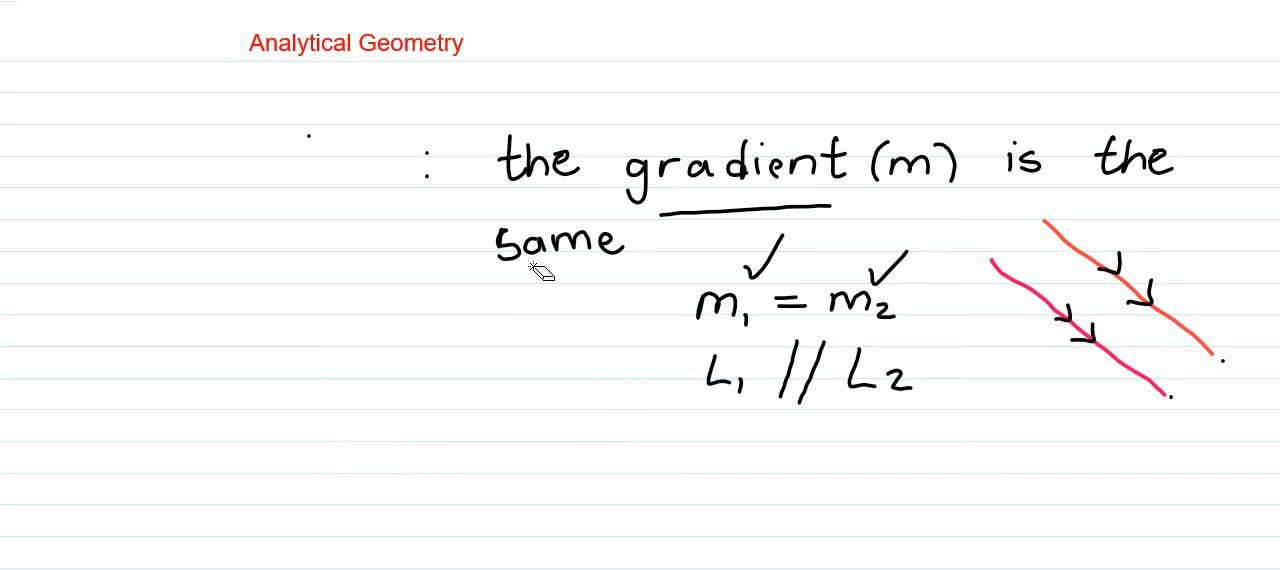 Analytical Geometry
: the gradient (m) is the
same
m₁ = m₂
L₁ // L₂